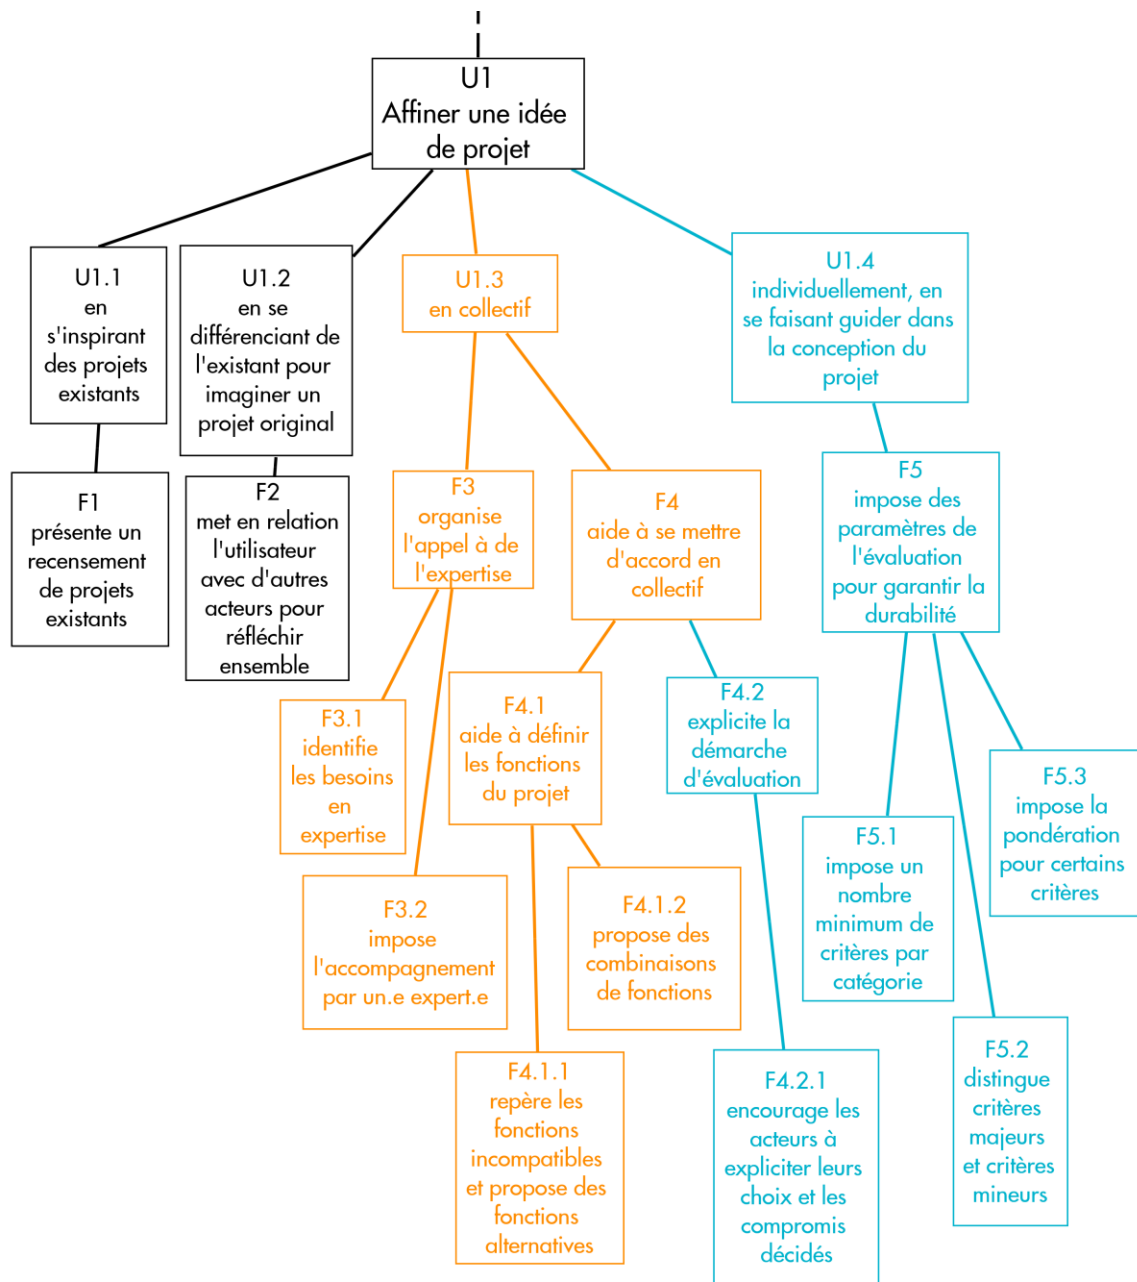 U1
Affiner une idée
de projet
U1.1
en
s'inspirant
des projets
existants
U1.2
en se
différenciant de
l'existant pour
imaginer un
projet original
U1.3
en collectif
U1.4
individuellement, en
se faisant guider dans
la conception du
projet
F1
présente un
recensement
de projets
existants
F2
met en relation
l'utilisateur
avec d'autres
acteurs pour
réfléchir
ensemble
F3
organise
l'appel à de
l'expertise
F4
aide à se mettre
d'accord en
collectif
F5
impose des
paramètres de
l'évaluation
pour garantir la
durabilité
F3.1
identifie
les besoins
en
expertise
F3.2
impose
l'accompagnement
par un.e expert.e
F4.1
aide à définir
les fonctions
du projet
F4.2
explicite la
démarche
d'évaluation
F4.1.2
propose des
combinaisons
de fonctions
F4.1.1
repère les
fonctions
incompatibles
et propose des
fonctions
alternatives
F4.2.1
encourage les
acteurs à
expliciter leurs
choix et les
compromis
décidés
F5.1
impose un
nombre
minimum de
critères par
catégorie
F5.3
impose la
pondération
pour certains
critères
F5.2
distingue
critères
majeurs
et critères
mineurs